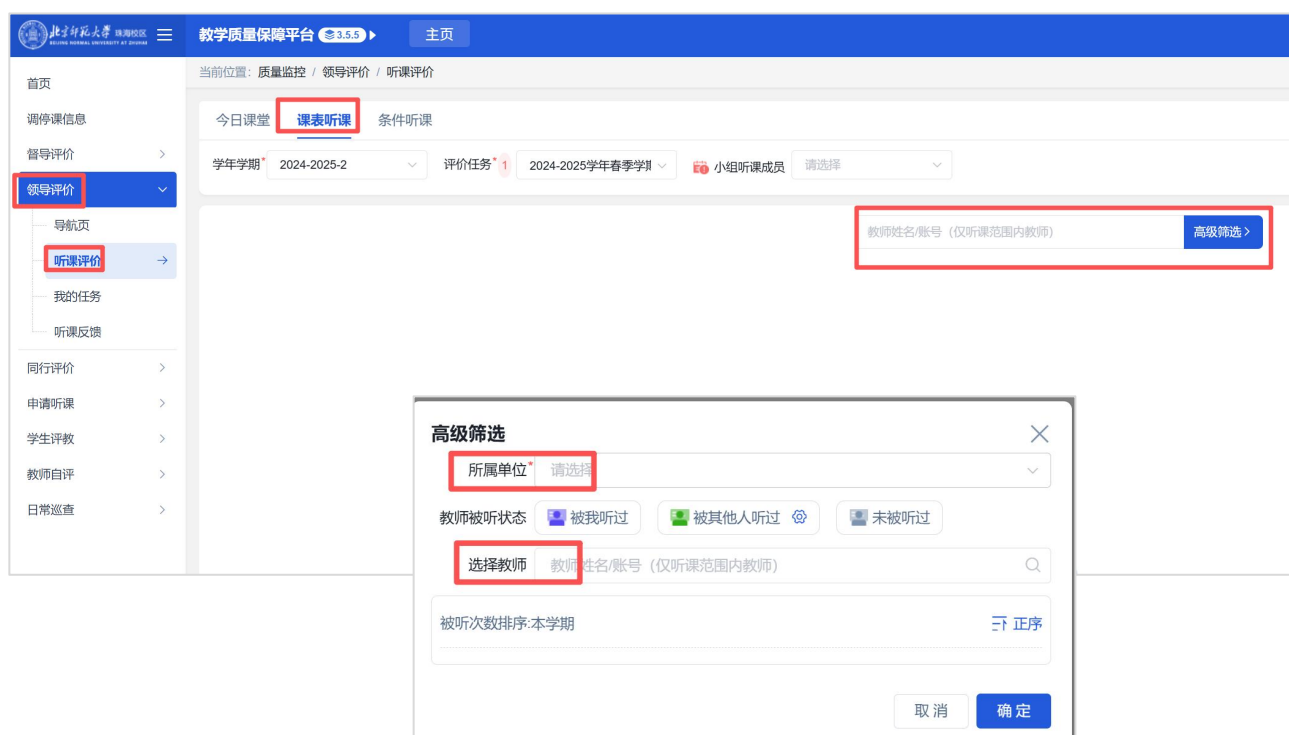 北京师范大学 珠海校区
BEIJING NORMAL UNIVERSITY AT ZHUHAI
教学质量保障平台 3.5.5 主页
当前位置：质量监控 / 领导评价 / 听课评价
首页
调停课信息
督导评价
领导评价
导航页
听课评价
我的任务
听课反馈
同行评价
申请听课
学生评教
教师自评
日常巡查
今日课堂 课表听课 条件听课
学年学期* 2024-2025-2 评价任务* 1 2024-2025学年春季学期 小组听课成员 请选择
教师姓名/账号（仅听课范围内教师） 高级筛选
高级筛选
所属单位* 请选择
教师被听状态 被我听过 被其他人听过 未被听过
选择教师 教师姓名/账号（仅听课范围内教师）
被听次数排序:本学期 正序
取消 确定